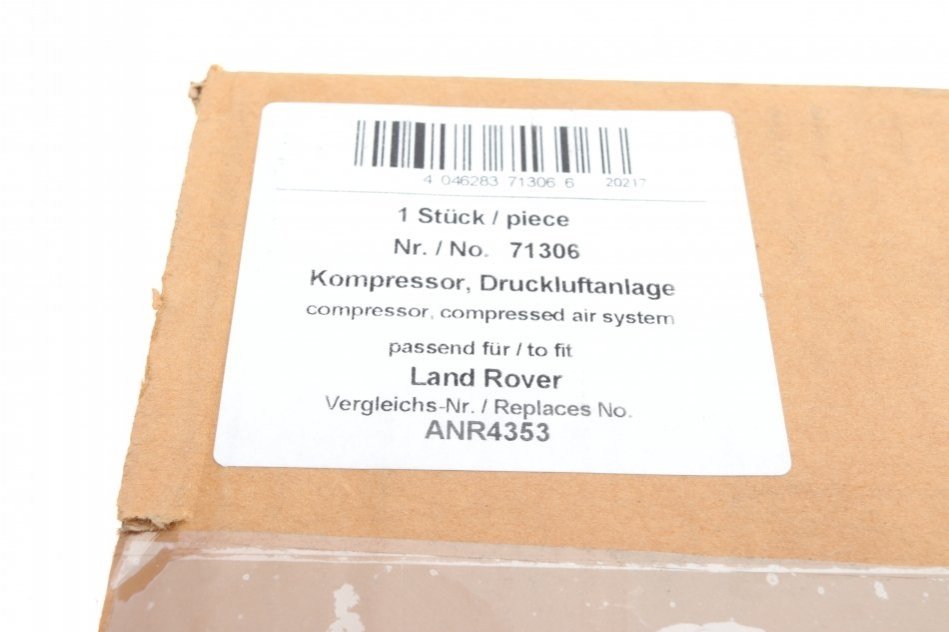 4 046283 71306 6 20217
1 Stück / piece
Nr. / No. 71306
Kompressor, Druckluftanlage
compressor, compressed air system
passend für / to fit
Land Rover
Vergleichs-Nr. / Replaces No.
ANR4353